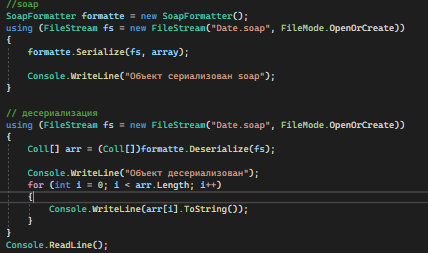 //soap
SoapFormatter formatte = new SoapFormatter();
using (FileStream fs = new FileStream("Date.soap", FileMode.OpenOrCreate))
{
formatte.Serialize(fs, array);
Console.WriteLine("Объект сериализован soap");
}
// десериализация
using (FileStream fs = new FileStream("Date.soap", FileMode.OpenOrCreate))
{
Coll[] arr = (Coll[])formatte.Deserialize(fs);
Console.WriteLine("Объект десериализован");
for (int i = 0; i < arr.Length; i++)
{
Console.WriteLine(arr[i].ToString());
}
}
Console.ReadLine();